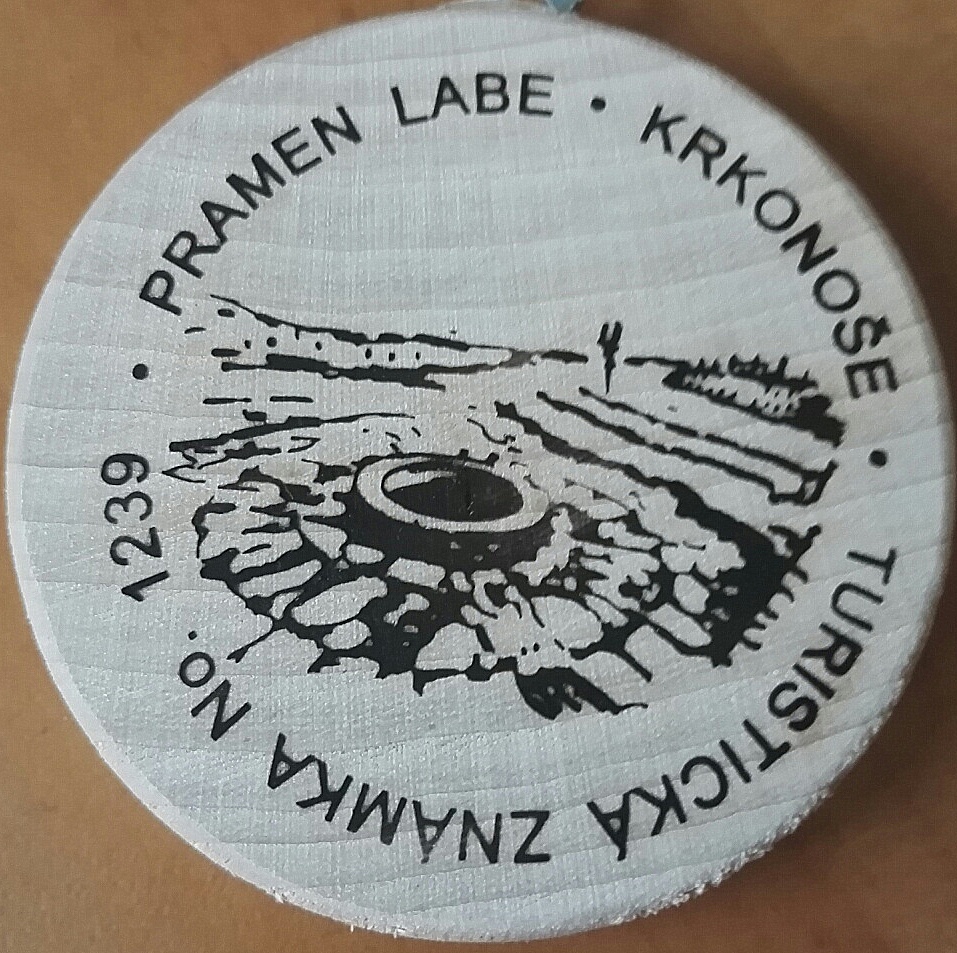 PRAMEN LABE • KRKONOŠE • TURISTICKÁ ZNÁMKA No. 1239 •